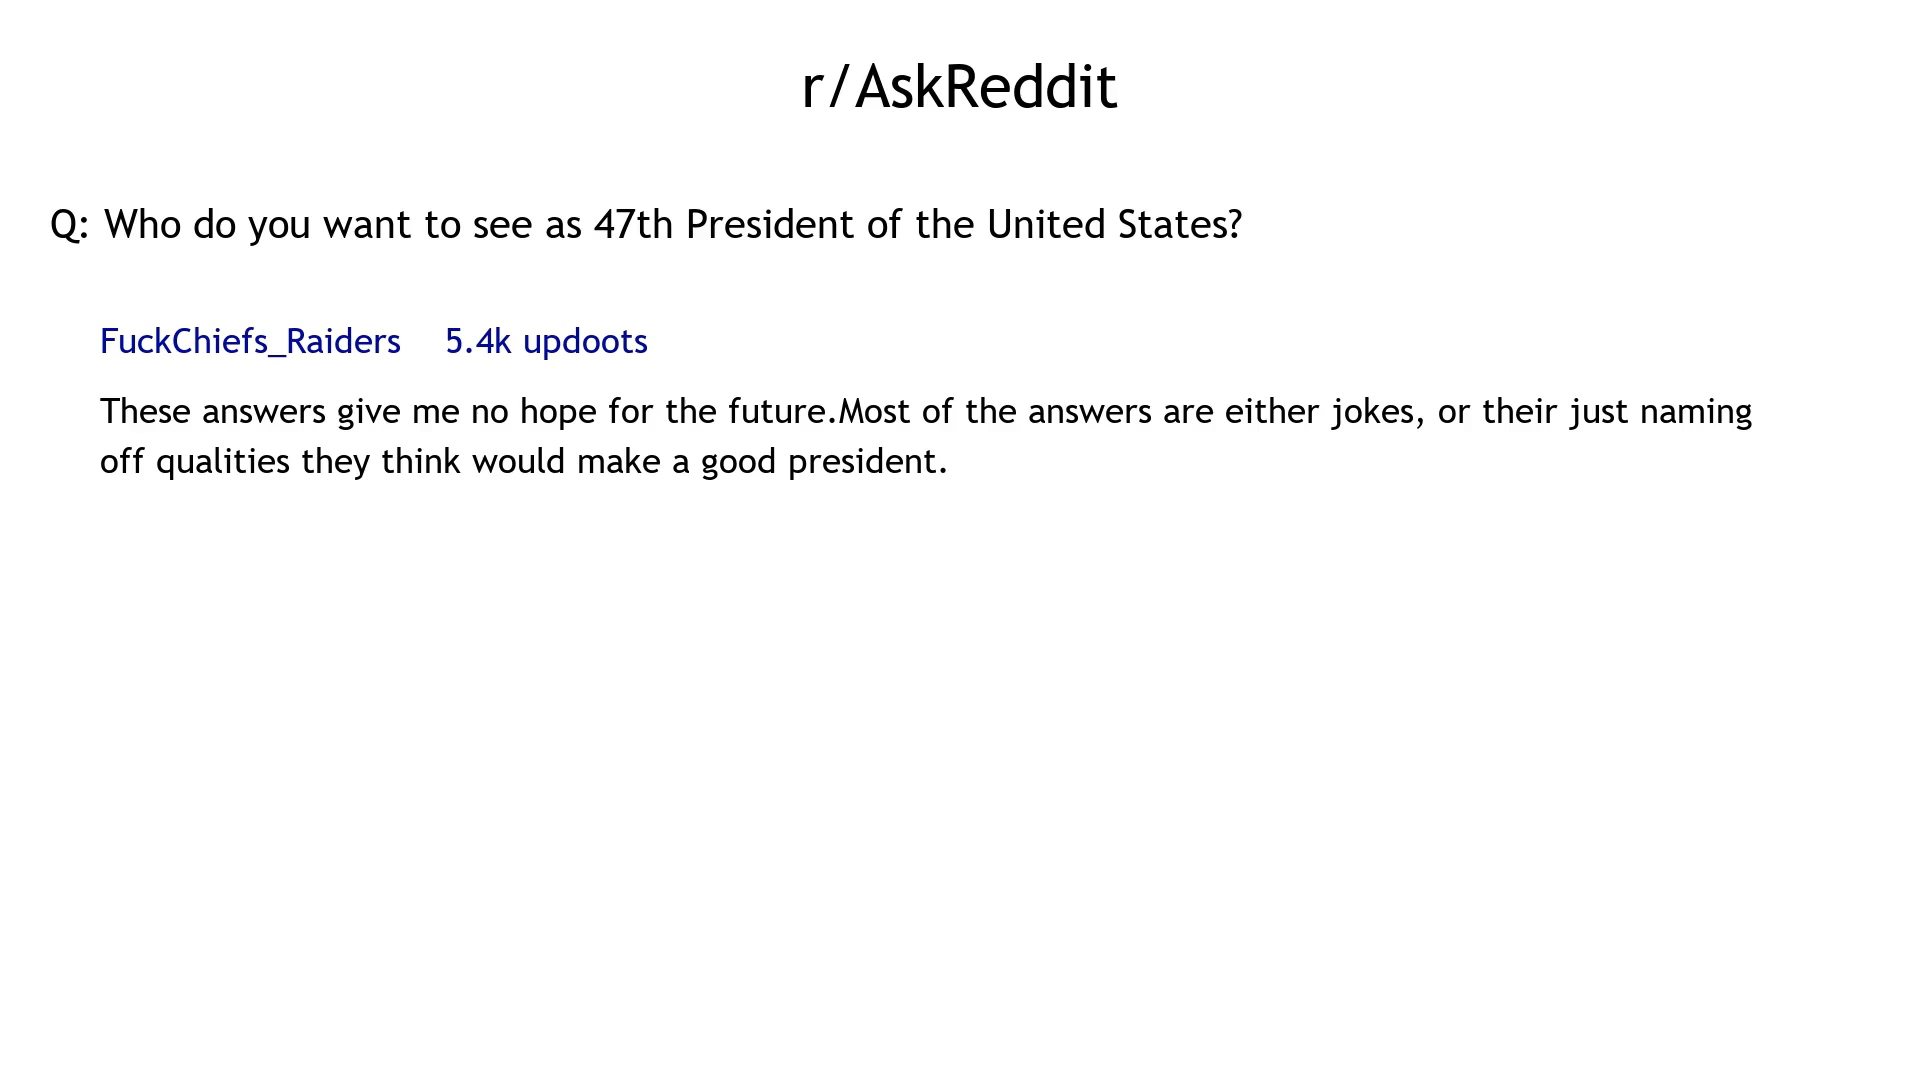 r/AskReddit
Q: Who do you want to see as 47th President of the United States?
FuckChiefs_Raiders 5.4k updoots
These answers give me no hope for the future.Most of the answers are either jokes, or their just naming
off qualities they think would make a good president.